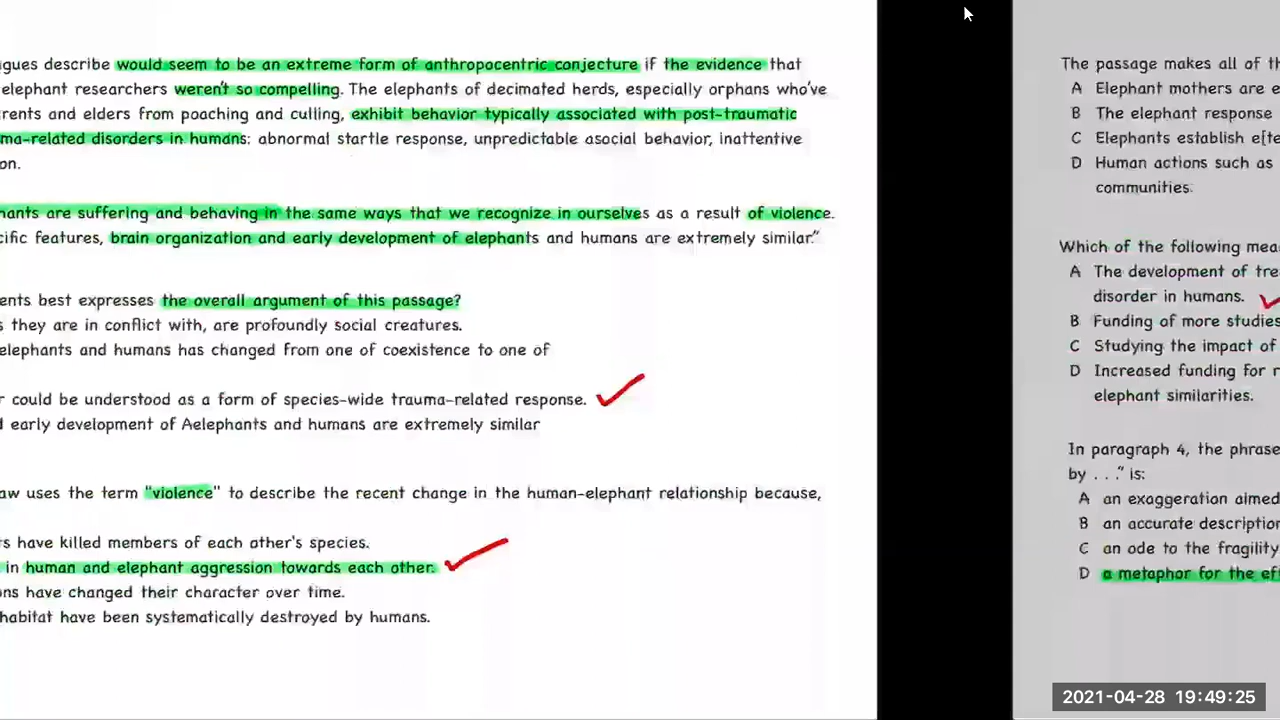 gues describe would seem to be an extreme form of anthropocentric conjecture if the evidence that
elephant researchers weren't so compelling. The elephants of decimated herds, especially orphans who've
rents and elders from poaching and culling, exhibit behavior typically associated with post-traumatic
ma-related disorders in humans: abnormal startle response, unpredictable asocial behavior, inattentive
on.
hants are suffering and behaving in the same ways that we recognize in ourselves as a result of violence.
cific features, brain organization and early development of elephants and humans are extremely similar."
ents best expresses the overall argument of this passage?
s they are in conflict with, are profoundly social creatures.
elephants and humans has changed from one of coexistence to one of
r could be understood as a form of species-wide trauma-related response.
d early development of Aelephants and humans are extremely similar
aw uses the term "violence" to describe the recent change in the human-elephant relationship because,
ts have killed members of each other's species.
in human and elephant aggression towards each other.
ons have changed their character over time.
habitat have been systematically destroyed by humans.
The passage makes all of th
A Elephant mothers are e
B The elephant response
C Elephants establish e[te
D Human actions such as
communities.
Which of the following mea
A The development of tre
disorder in humans.
B Funding of more studies
C Studying the impact of
D Increased funding for r
elephant similarities.
In paragraph 4, the phrase
by . . ." is:
A an exaggeration aimed
B an accurate description
C an ode to the fragility
D a metaphor for the eff
2021-04-28 19:49:25